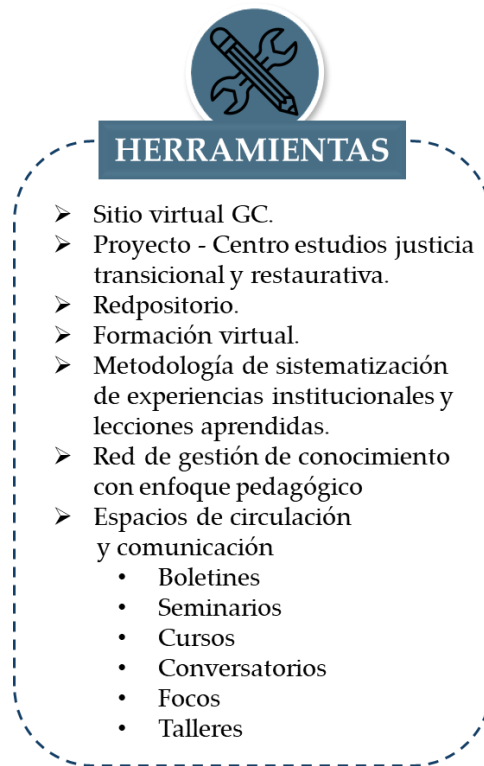 HERRAMIENTAS
➢ Sitio virtual GC.
➢ Proyecto - Centro estudios justicia
transicional y restaurativa.
➢ Redpositorio.
➢ Formación virtual.
➢ Metodología de sistematización
de experiencias institucionales y
lecciones aprendidas.
➢ Red de gestión de conocimiento
con enfoque pedagógico
➢ Espacios de circulación
y comunicación
• Boletines
• Seminarios
• Cursos
• Conversatorios
• Focos
• Talleres